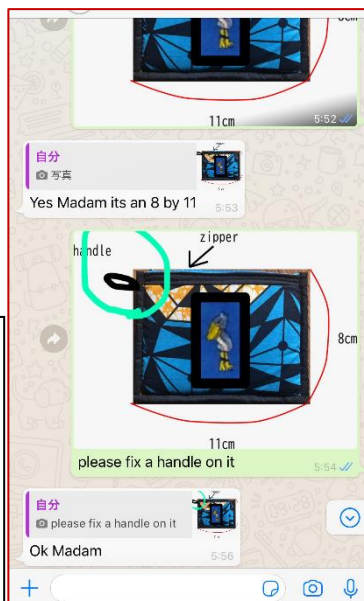 8cm
11cm
5:52
自分
写真
Yes Madam its an 8 by 11
5:53
handle
zipper
8cm
11cm
please fix a handle on it
5:54
自分
please fix a handle on it
Ok Madam
5:56